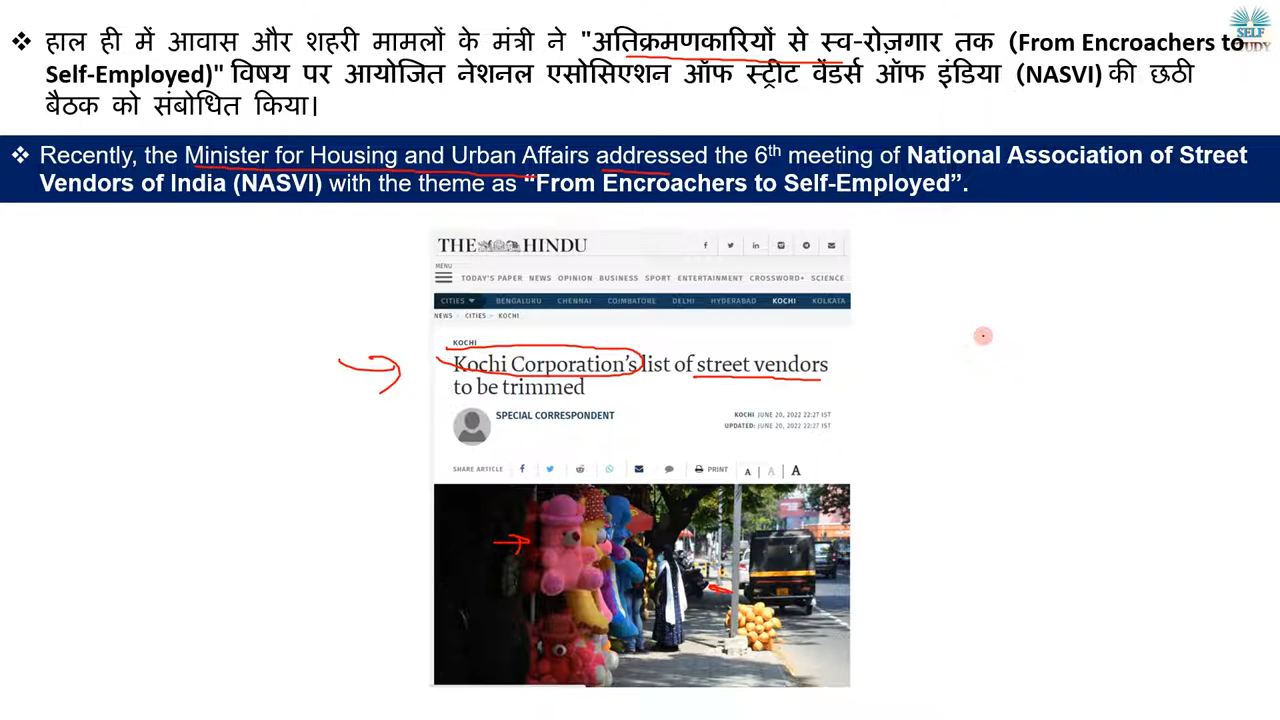 ❖ हाल ही में आवास और शहरी मामलों के मंत्री ने "अतिक्रमणकारियों से स्व-रोज़गार तक (From Encroachers to
Self-Employed)" विषय पर आयोजित नेशनल एसोसिएशन ऑफ स्ट्रीट वेंडर्स ऑफ इंडिया (NASVI) की छठी
बैठक को संबोधित किया।
SELF STUDY
❖ Recently, the Minister for Housing and Urban Affairs addressed the 6th meeting of National Association of Street
Vendors of India (NASVI) with the theme as “From Encroachers to Self-Employed”.
THE HINDU
MENU
TODAY'S PAPER NEWS OPINION BUSINESS SPORT ENTERTAINMENT CROSSWORD+ SCIENCE
CITIES BENGALURU CHENNAI COIMBATORE DELHI HYDERABAD KOCHI KOLKATA
NEWS > CITIES > KOCHI
KOCHI
Kochi Corporation's list of street vendors
to be trimmed
SPECIAL CORRESPONDENT
KOCHI JUNE 20, 2022 22:27 IST
UPDATED: JUNE 20, 2022 22:27 IST
SHARE ARTICLE PRINT A | A | A